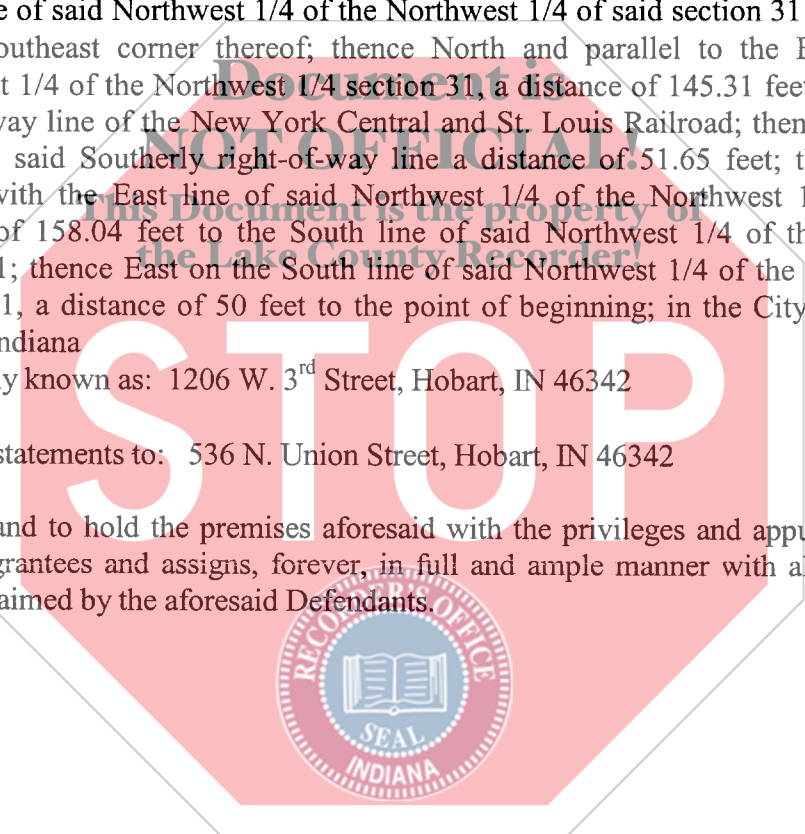 e of said Northwest 1/4 of the Northwest 1/4 of said section 31
outheast corner thereof; thence North and parallel to the E
t 1/4 of the Northwest 1/4 section 31, a distance of 145.31 feet
way line of the New York Central and St. Louis Railroad; then
said Southerly right-of-way line a distance of 51.65 feet; t
with the East line of said Northwest 1/4 of the Northwest 1
of 158.04 feet to the South line of said Northwest 1/4 of th
1; thence East on the South line of said Northwest 1/4 of the
1, a distance of 50 feet to the point of beginning; in the City
ndiana
y known as: 1206 W. 3rd Street, Hobart, IN 46342
statements to: 536 N. Union Street, Hobart, IN 46342
and to hold the premises aforesaid with the privileges and appu
grantees and assigns, forever, in full and ample manner with al
aimed by the aforesaid Defendants.
Document is
NOT OFFICIAL!
This Document is the property of
the Lake County Recorder!
STOP
RECORDER'S OFFICE
SEAL
INDIANA